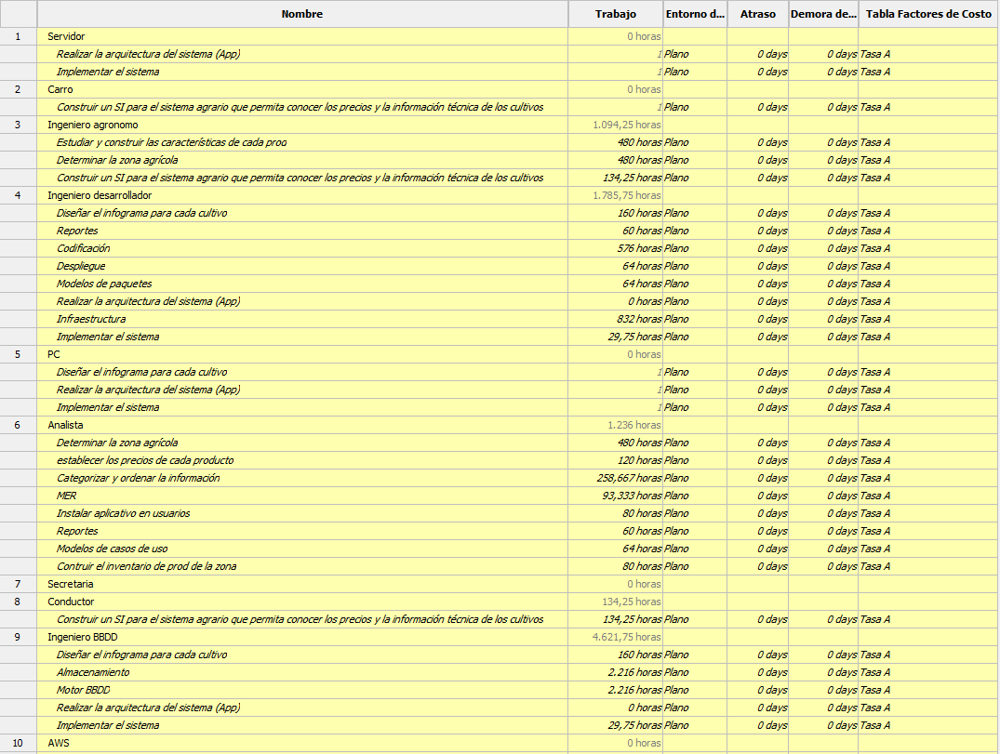 Nombre Trabajo Entorno d... Atraso Demora de... Tabla Factores de Costo
1 Servidor 0 horas
Realizar la arquitectura del sistema (App) 1 Plano 0 days 0 days Tasa A
Implementar el sistema 1 Plano 0 days 0 days Tasa A
2 Carro 0 horas
Construir un SI para el sistema agrario que permita conocer los precios y la información técnica de los cultivos 1 Plano 0 days 0 days Tasa A
3 Ingeniero agronomo 1.094,25 horas
Estudiar y construir las características de cada prod 480 horas Plano 0 days 0 days Tasa A
Determinar la zona agrícola 480 horas Plano 0 days 0 days Tasa A
Construir un SI para el sistema agrario que permita conocer los precios y la información técnica de los cultivos 134,25 horas Plano 0 days 0 days Tasa A
4 Ingeniero desarrollador 1.785,75 horas
Diseñar el infograma para cada cultivo 160 horas Plano 0 days 0 days Tasa A
Reportes 60 horas Plano 0 days 0 days Tasa A
Codificación 576 horas Plano 0 days 0 days Tasa A
Despliegue 64 horas Plano 0 days 0 days Tasa A
Modelos de paquetes 64 horas Plano 0 days 0 days Tasa A
Realizar la arquitectura del sistema (App) 0 horas Plano 0 days 0 days Tasa A
Infraestructura 832 horas Plano 0 days 0 days Tasa A
Implementar el sistema 29,75 horas Plano 0 days 0 days Tasa A
5 PC 0 horas
Diseñar el infograma para cada cultivo 1 Plano 0 days 0 days Tasa A
Realizar la arquitectura del sistema (App) 1 Plano 0 days 0 days Tasa A
Implementar el sistema 1 Plano 0 days 0 days Tasa A
6 Analista 1.236 horas
Determinar la zona agrícola 480 horas Plano 0 days 0 days Tasa A
establecer los precios de cada producto 120 horas Plano 0 days 0 days Tasa A
Categorizar y ordenar la información 258,667 horas Plano 0 days 0 days Tasa A
MER 93,333 horas Plano 0 days 0 days Tasa A
Instalar aplicativo en usuarios 80 horas Plano 0 days 0 days Tasa A
Reportes 60 horas Plano 0 days 0 days Tasa A
Modelos de casos de uso 64 horas Plano 0 days 0 days Tasa A
Contruir el inventario de prod de la zona 80 horas Plano 0 days 0 days Tasa A
7 Secretaria 0 horas
8 Conductor 134,25 horas
Construir un SI para el sistema agrario que permita conocer los precios y la información técnica de los cultivos 134,25 horas Plano 0 days 0 days Tasa A
9 Ingeniero BBDD 4.621,75 horas
Diseñar el infograma para cada cultivo 160 horas Plano 0 days 0 days Tasa A
Almacenamiento 2.216 horas Plano 0 days 0 days Tasa A
Motor BBDD 2.216 horas Plano 0 days 0 days Tasa A
Realizar la arquitectura del sistema (App) 0 horas Plano 0 days 0 days Tasa A
Implementar el sistema 29,75 horas Plano 0 days 0 days Tasa A
10 AWS 0 horas